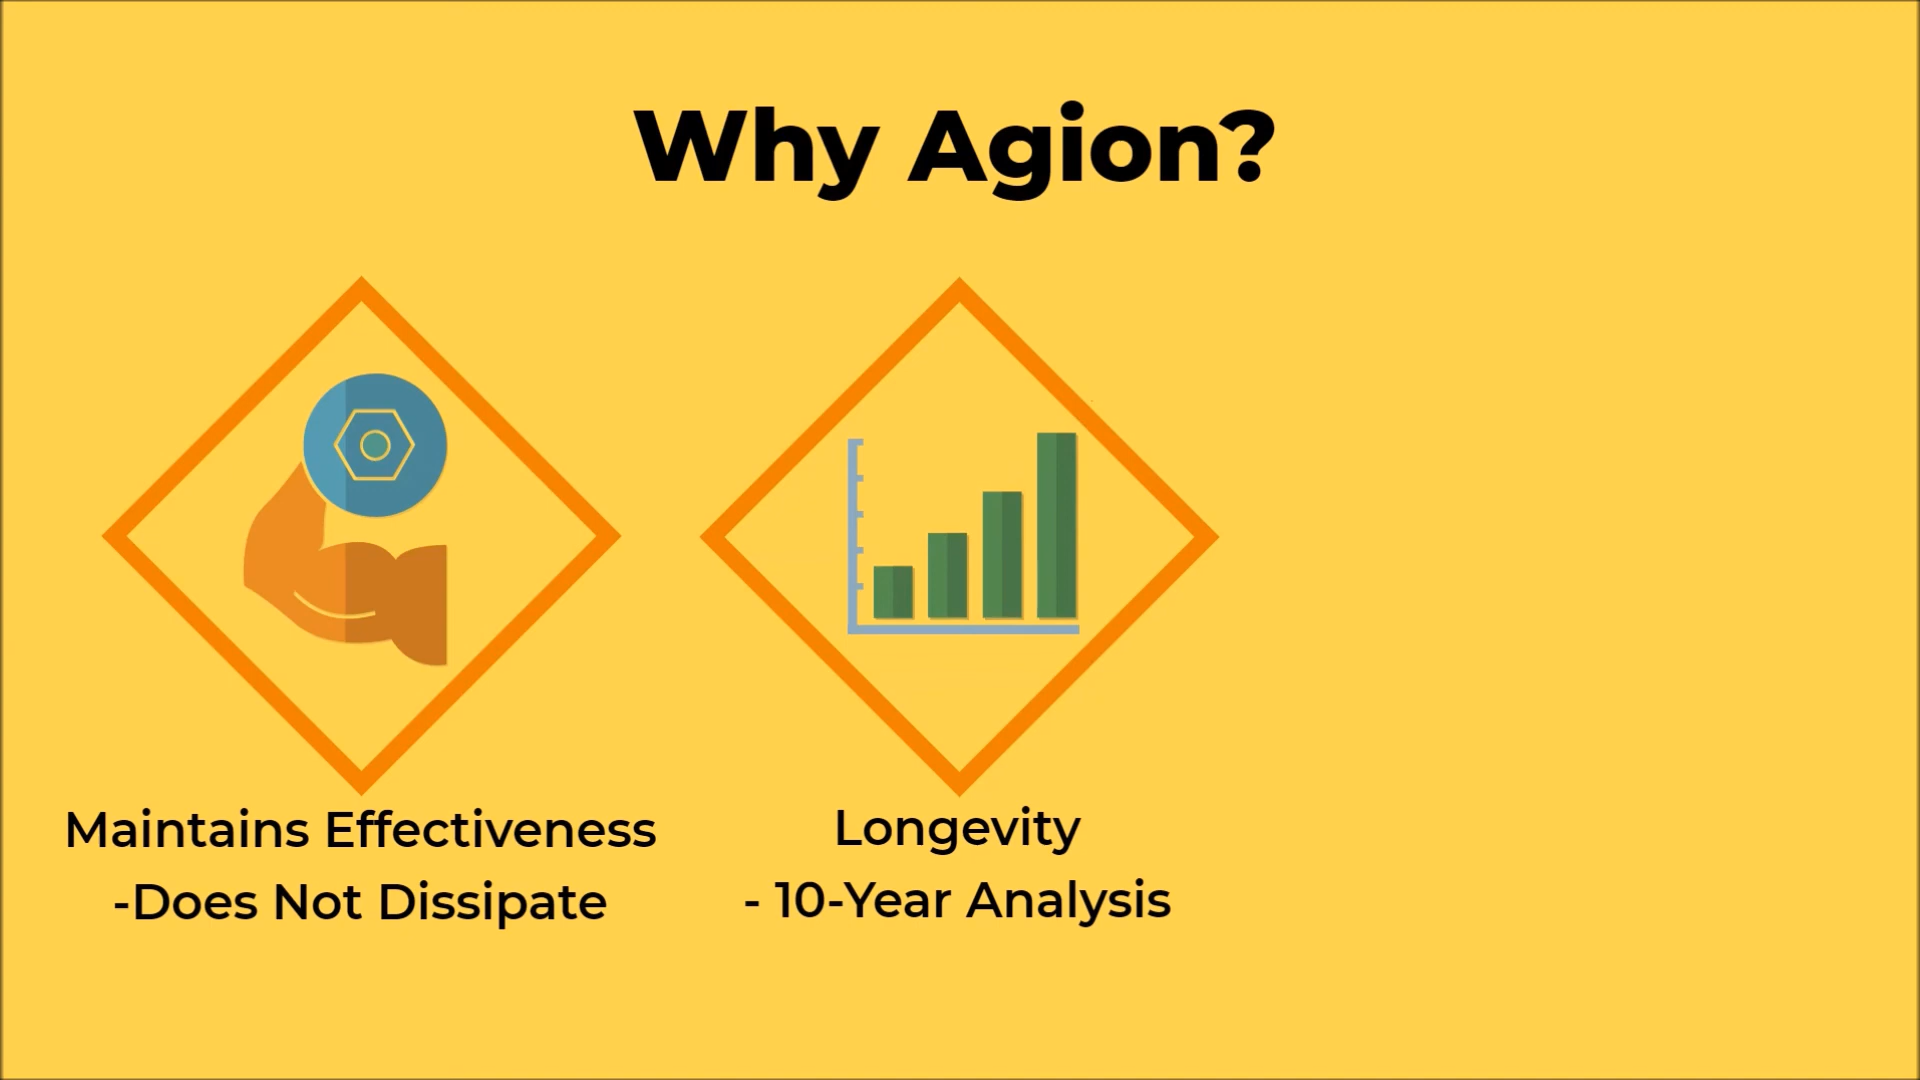 Why Agion?
Maintains Effectiveness
-Does Not Dissipate
Longevity
- 10-Year Analysis